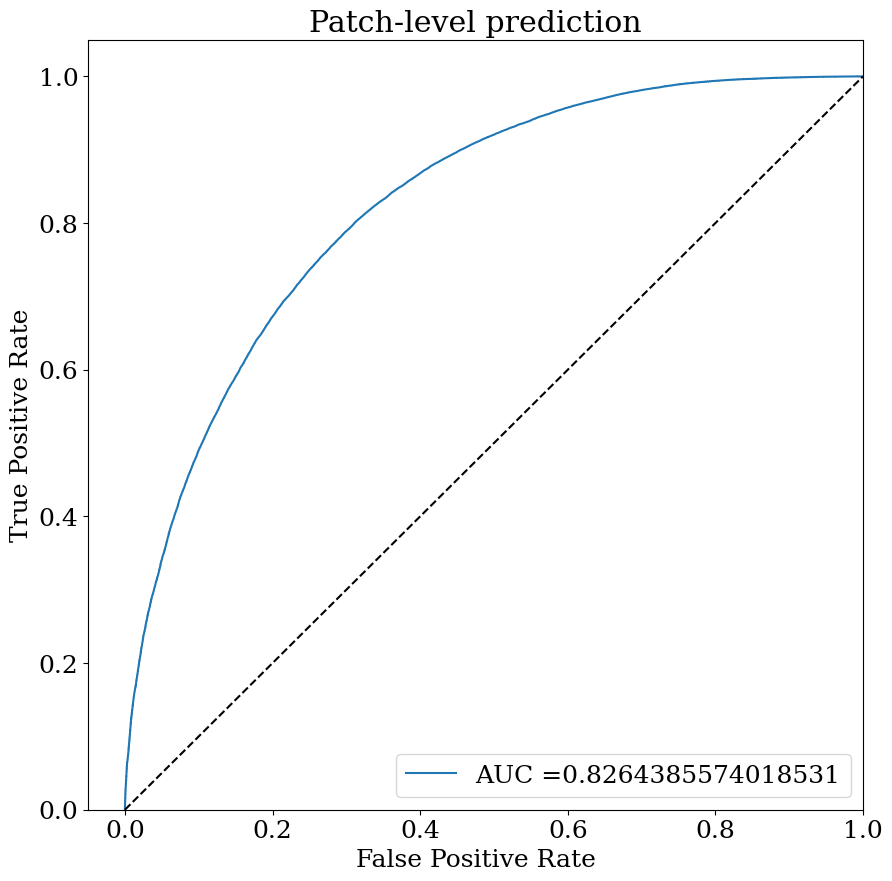 Patch-level prediction
True Positive Rate
1.0
0.8
0.6
0.4
0.2
0.0
AUC =0.8264385574018531
0.0 0.2 0.4 0.6 0.8 1.0
False Positive Rate